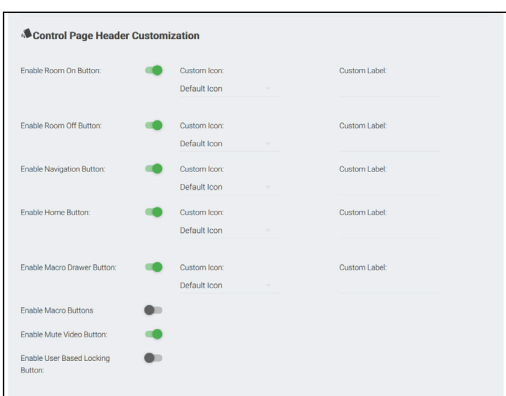 Control Page Header Customization
Enable Room On Button: Custom Icon: Custom Label:
Default Icon
Enable Room Off Button: Custom Icon: Custom Label:
Default Icon
Enable Navigation Button: Custom Icon: Custom Label:
Default Icon
Enable Home Button: Custom Icon: Custom Label:
Default Icon
Enable Macro Drawer Button: Custom Icon: Custom Label:
Default Icon
Enable Macro Buttons
Enable Mute Video Button:
Enable User Based Locking
Button: